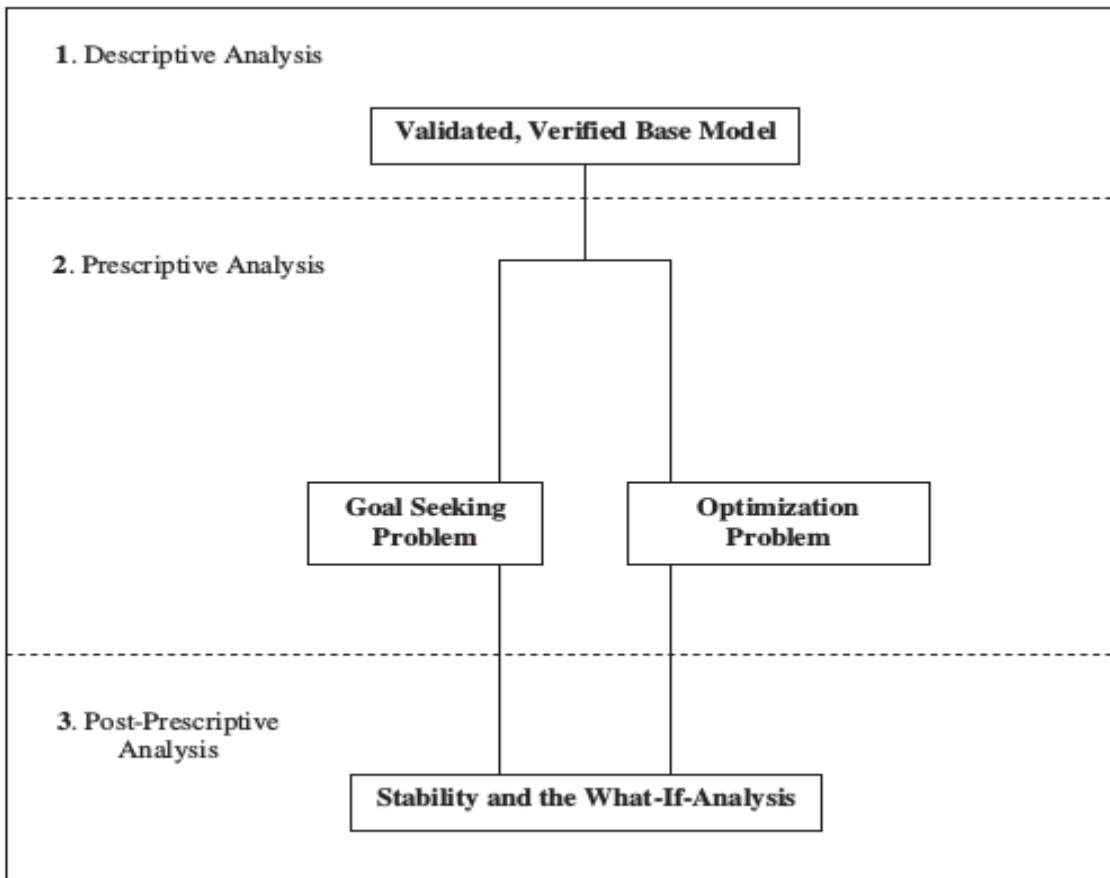 1. Descriptive Analysis
Validated, Verified Base Model
2. Prescriptive Analysis
Goal Seeking
Problem
Optimization
Problem
3. Post-Prescriptive
Analysis
Stability and the What-If-Analysis